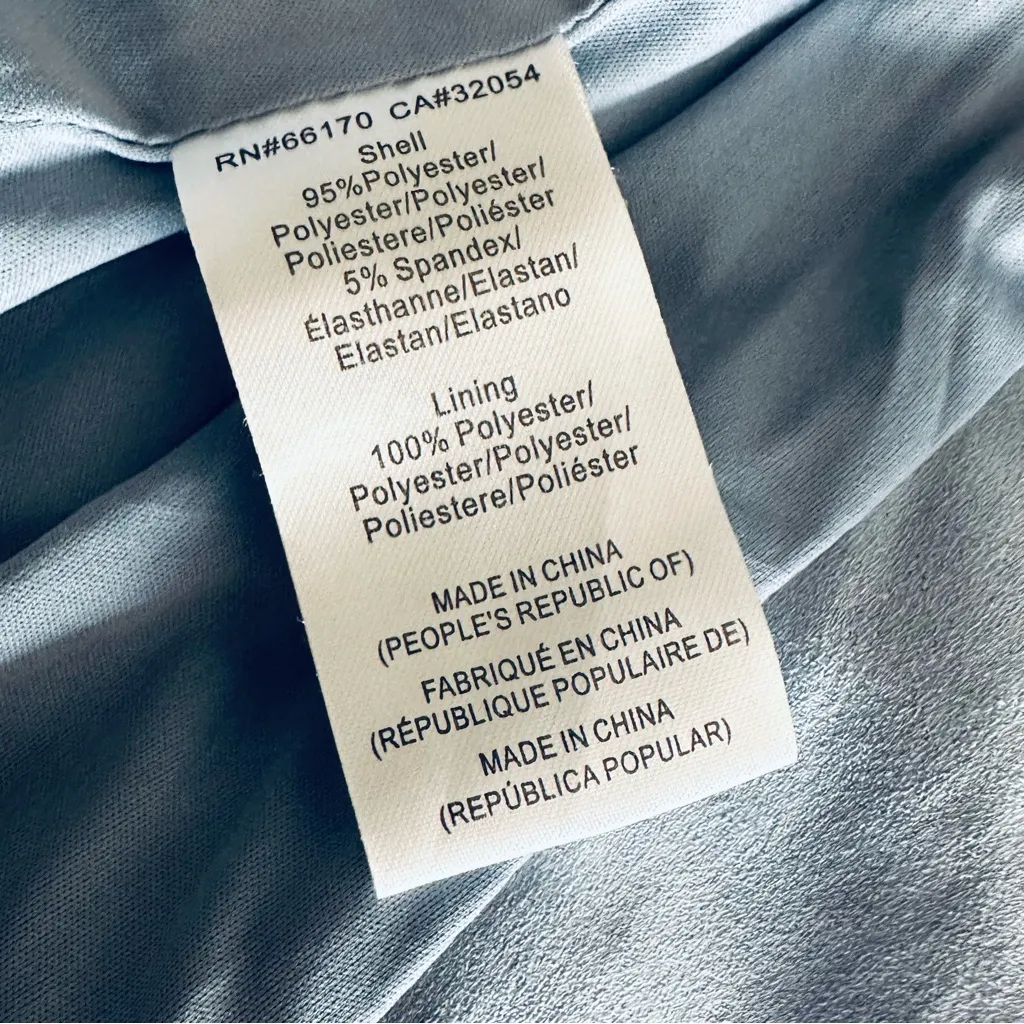 RN#66170 CA#32054
Shell
95%Polyester/
Polyester/Polyester/
Poliestere/Poliéster
5% Spandex/
Élasthanne/Elastan/
Elastan/Elastano
Lining
100% Polyester/
Polyester/Polyester/
Poliestere/Poliéster
MADE IN CHINA
(PEOPLE'S REPUBLIC OF)
FABRIQUÉ EN CHINA
(RÉPUBLIQUE POPULAIRE DE)
MADE IN CHINA
(REPÚBLICA POPULAR)